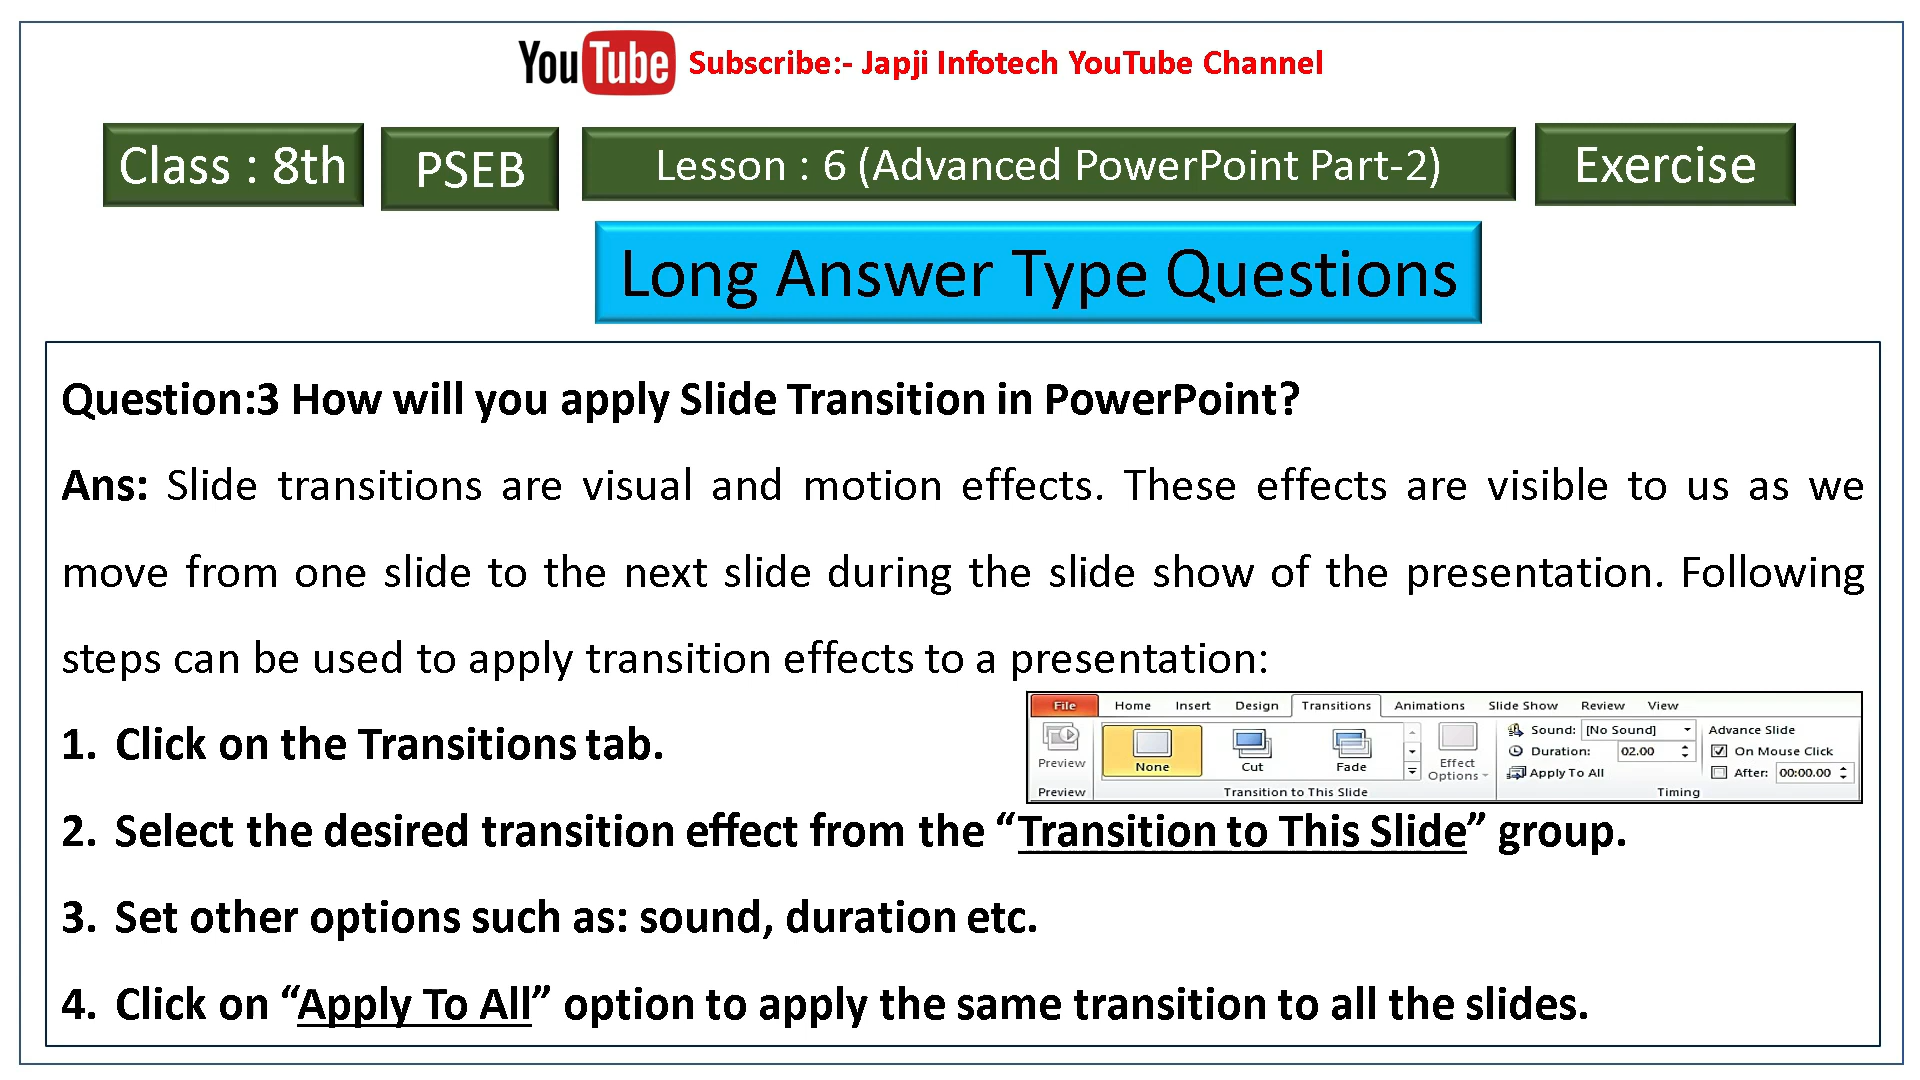 YouTube Subscribe:- Japji Infotech YouTube Channel
Class : 8th PSEB Lesson : 6 (Advanced PowerPoint Part-2) Exercise
Long Answer Type Questions
Question:3 How will you apply Slide Transition in PowerPoint?
Ans: Slide transitions are visual and motion effects. These effects are visible to us as we
move from one slide to the next slide during the slide show of the presentation. Following
steps can be used to apply transition effects to a presentation:
File Home Insert Design Transitions Animations Slide Show Review View
Sound: [No Sound] Advance Slide
Duration: 02.00 On Mouse Click
Preview None Cut Fade Effect Options Apply To All After: 00:00.00
Preview Transition to This Slide Timing
1. Click on the Transitions tab.
2. Select the desired transition effect from the “Transition to This Slide” group.
3. Set other options such as: sound, duration etc.
4. Click on “Apply To All” option to apply the same transition to all the slides.